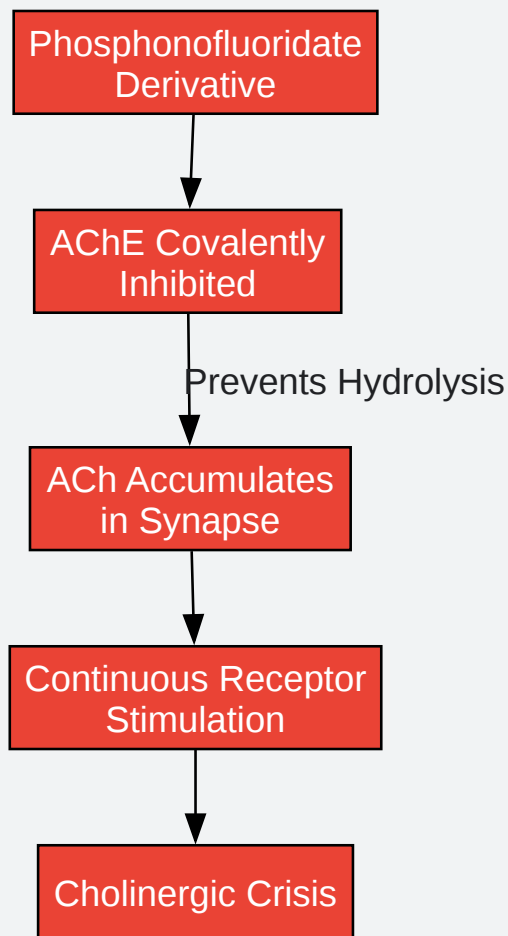 Phosphonofluoridate
Derivative
AChE Covalently
Inhibited
Prevents Hydrolysis
ACh Accumulates
in Synapse
Continuous Receptor
Stimulation
Cholinergic Crisis